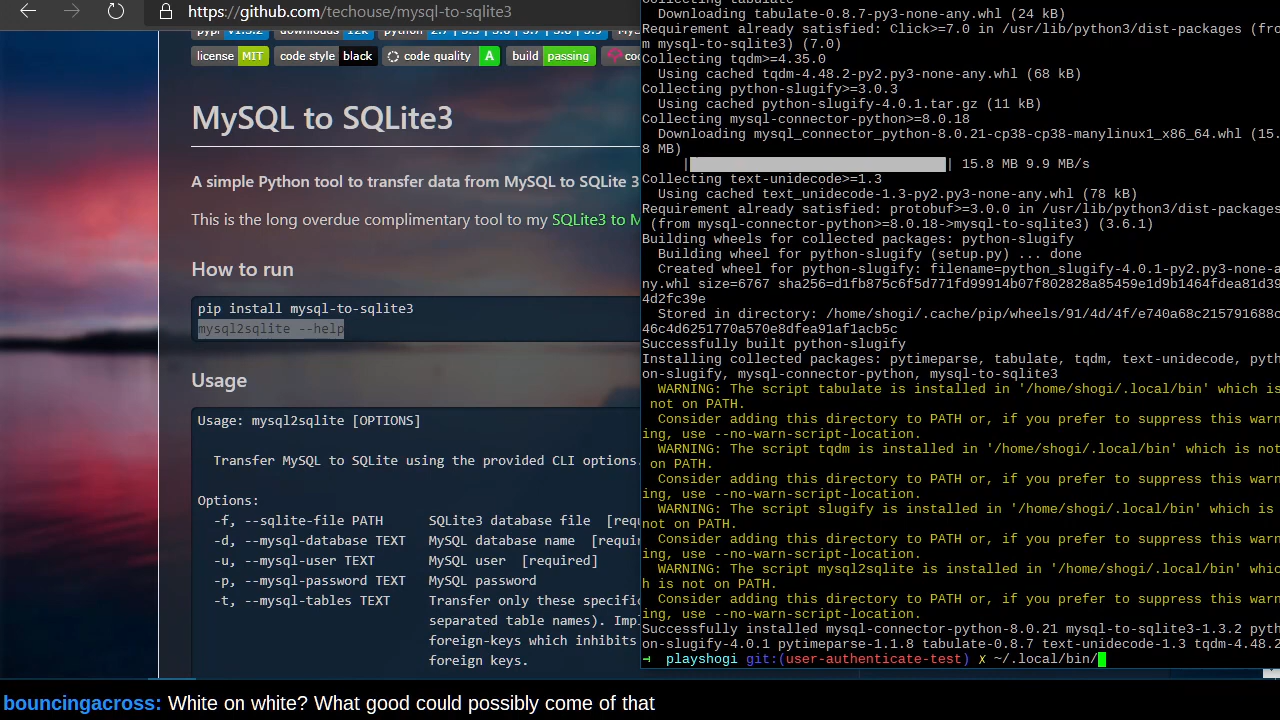 https://github.com/techouse/mysql-to-sqlite3
license MIT code style black code quality A build passing
MySQL to SQLite3
A simple Python tool to transfer data from MySQL to SQLite 3
This is the long overdue complimentary tool to my SQLite3 to M
How to run
pip install mysql-to-sqlite3
mysql2sqlite --help
Usage
Usage: mysql2sqlite [OPTIONS]
Transfer MySQL to SQLite using the provided CLI options.
Options:
-f, --sqlite-file PATH SQLite3 database file [requ
-d, --mysql-database TEXT MySQL database name [requir
-u, --mysql-user TEXT MySQL user [required]
-p, --mysql-password TEXT MySQL password
-t, --mysql-tables TEXT Transfer only these specific
separated table names). Impl
foreign-keys which inhibits
foreign keys.
Collecting tabulate
Downloading tabulate-0.8.7-py3-none-any.whl (24 kB)
Requirement already satisfied: Click>=7.0 in /usr/lib/python3/dist-packages (fro
m mysql-to-sqlite3) (7.0)
Collecting tqdm>=4.35.0
Using cached tqdm-4.48.2-py2.py3-none-any.whl (68 kB)
Collecting python-slugify>=3.0.3
Using cached python-slugify-4.0.1.tar.gz (11 kB)
Collecting mysql-connector-python>=8.0.18
Downloading mysql_connector_python-8.0.21-cp38-cp38-manylinux1_x86_64.whl (15.
8 MB)
| | 15.8 MB 9.9 MB/s
Collecting text-unidecode>=1.3
Using cached text_unidecode-1.3-py2.py3-none-any.whl (78 kB)
Requirement already satisfied: protobuf>=3.0.0 in /usr/lib/python3/dist-packages
(from mysql-connector-python>=8.0.18->mysql-to-sqlite3) (3.6.1)
Building wheels for collected packages: python-slugify
Building wheel for python-slugify (setup.py) ... done
Created wheel for python-slugify: filename=python_slugify-4.0.1-py2.py3-none-a
ny.whl size=6767 sha256=d1fb875c6f5d771fd99914b07f802828a85459e1d9b1464fdea81d39
4d2fc39e
Stored in directory: /home/shogi/.cache/pip/wheels/91/4d/4f/e740a68c215791688c
46c4d6251770a570e8dfea91af1acb5c
Successfully built python-slugify
Installing collected packages: pytimeparse, tabulate, tqdm, text-unidecode, pyth
on-slugify, mysql-connector-python, mysql-to-sqlite3
WARNING: The script tabulate is installed in '/home/shogi/.local/bin' which is
not on PATH.
Consider adding this directory to PATH or, if you prefer to suppress this warn
ing, use --no-warn-script-location.
WARNING: The script tqdm is installed in '/home/shogi/.local/bin' which is not
on PATH.
Consider adding this directory to PATH or, if you prefer to suppress this warn
ing, use --no-warn-script-location.
WARNING: The script slugify is installed in '/home/shogi/.local/bin' which is
not on PATH.
Consider adding this directory to PATH or, if you prefer to suppress this warn
ing, use --no-warn-script-location.
WARNING: The script mysql2sqlite is installed in '/home/shogi/.local/bin' whic
h is not on PATH.
Consider adding this directory to PATH or, if you prefer to suppress this warn
ing, use --no-warn-script-location.
Successfully installed mysql-connector-python-8.0.21 mysql-to-sqlite3-1.3.2 pyth
on-slugify-4.0.1 pytimeparse-1.1.8 tabulate-0.8.7 text-unidecode-1.3 tqdm-4.48.2
→ playshogi git:(user-authenticate-test) ✗ ~/.local/bin/
bouncingacross: White on white? What good could possibly come of that